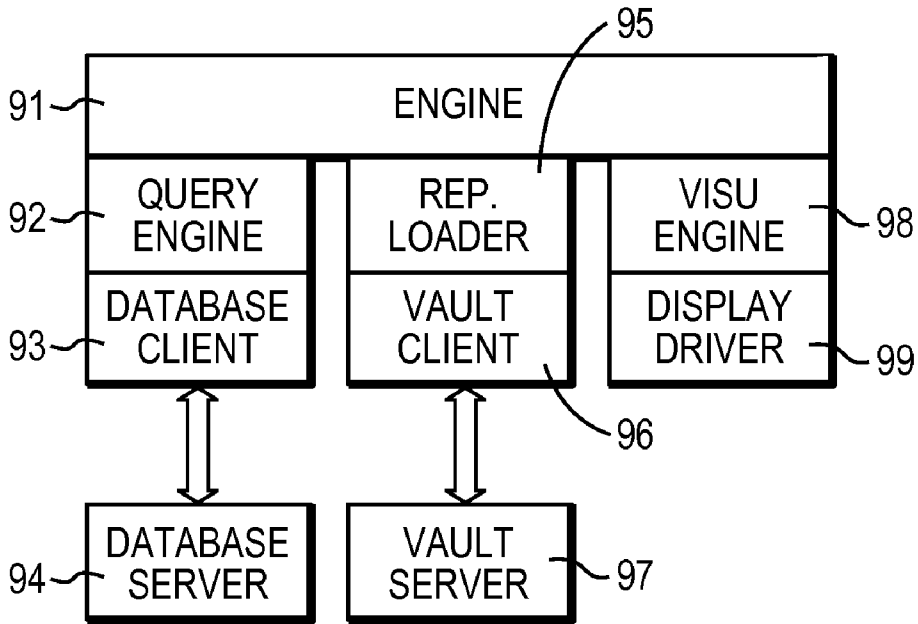 95
91
ENGINE
92
QUERY
ENGINE
REP.
LOADER
VISU
ENGINE
98
93
DATABASE
CLIENT
VAULT
CLIENT
DISPLAY
DRIVER
99
96
94
DATABASE
SERVER
VAULT
SERVER
97